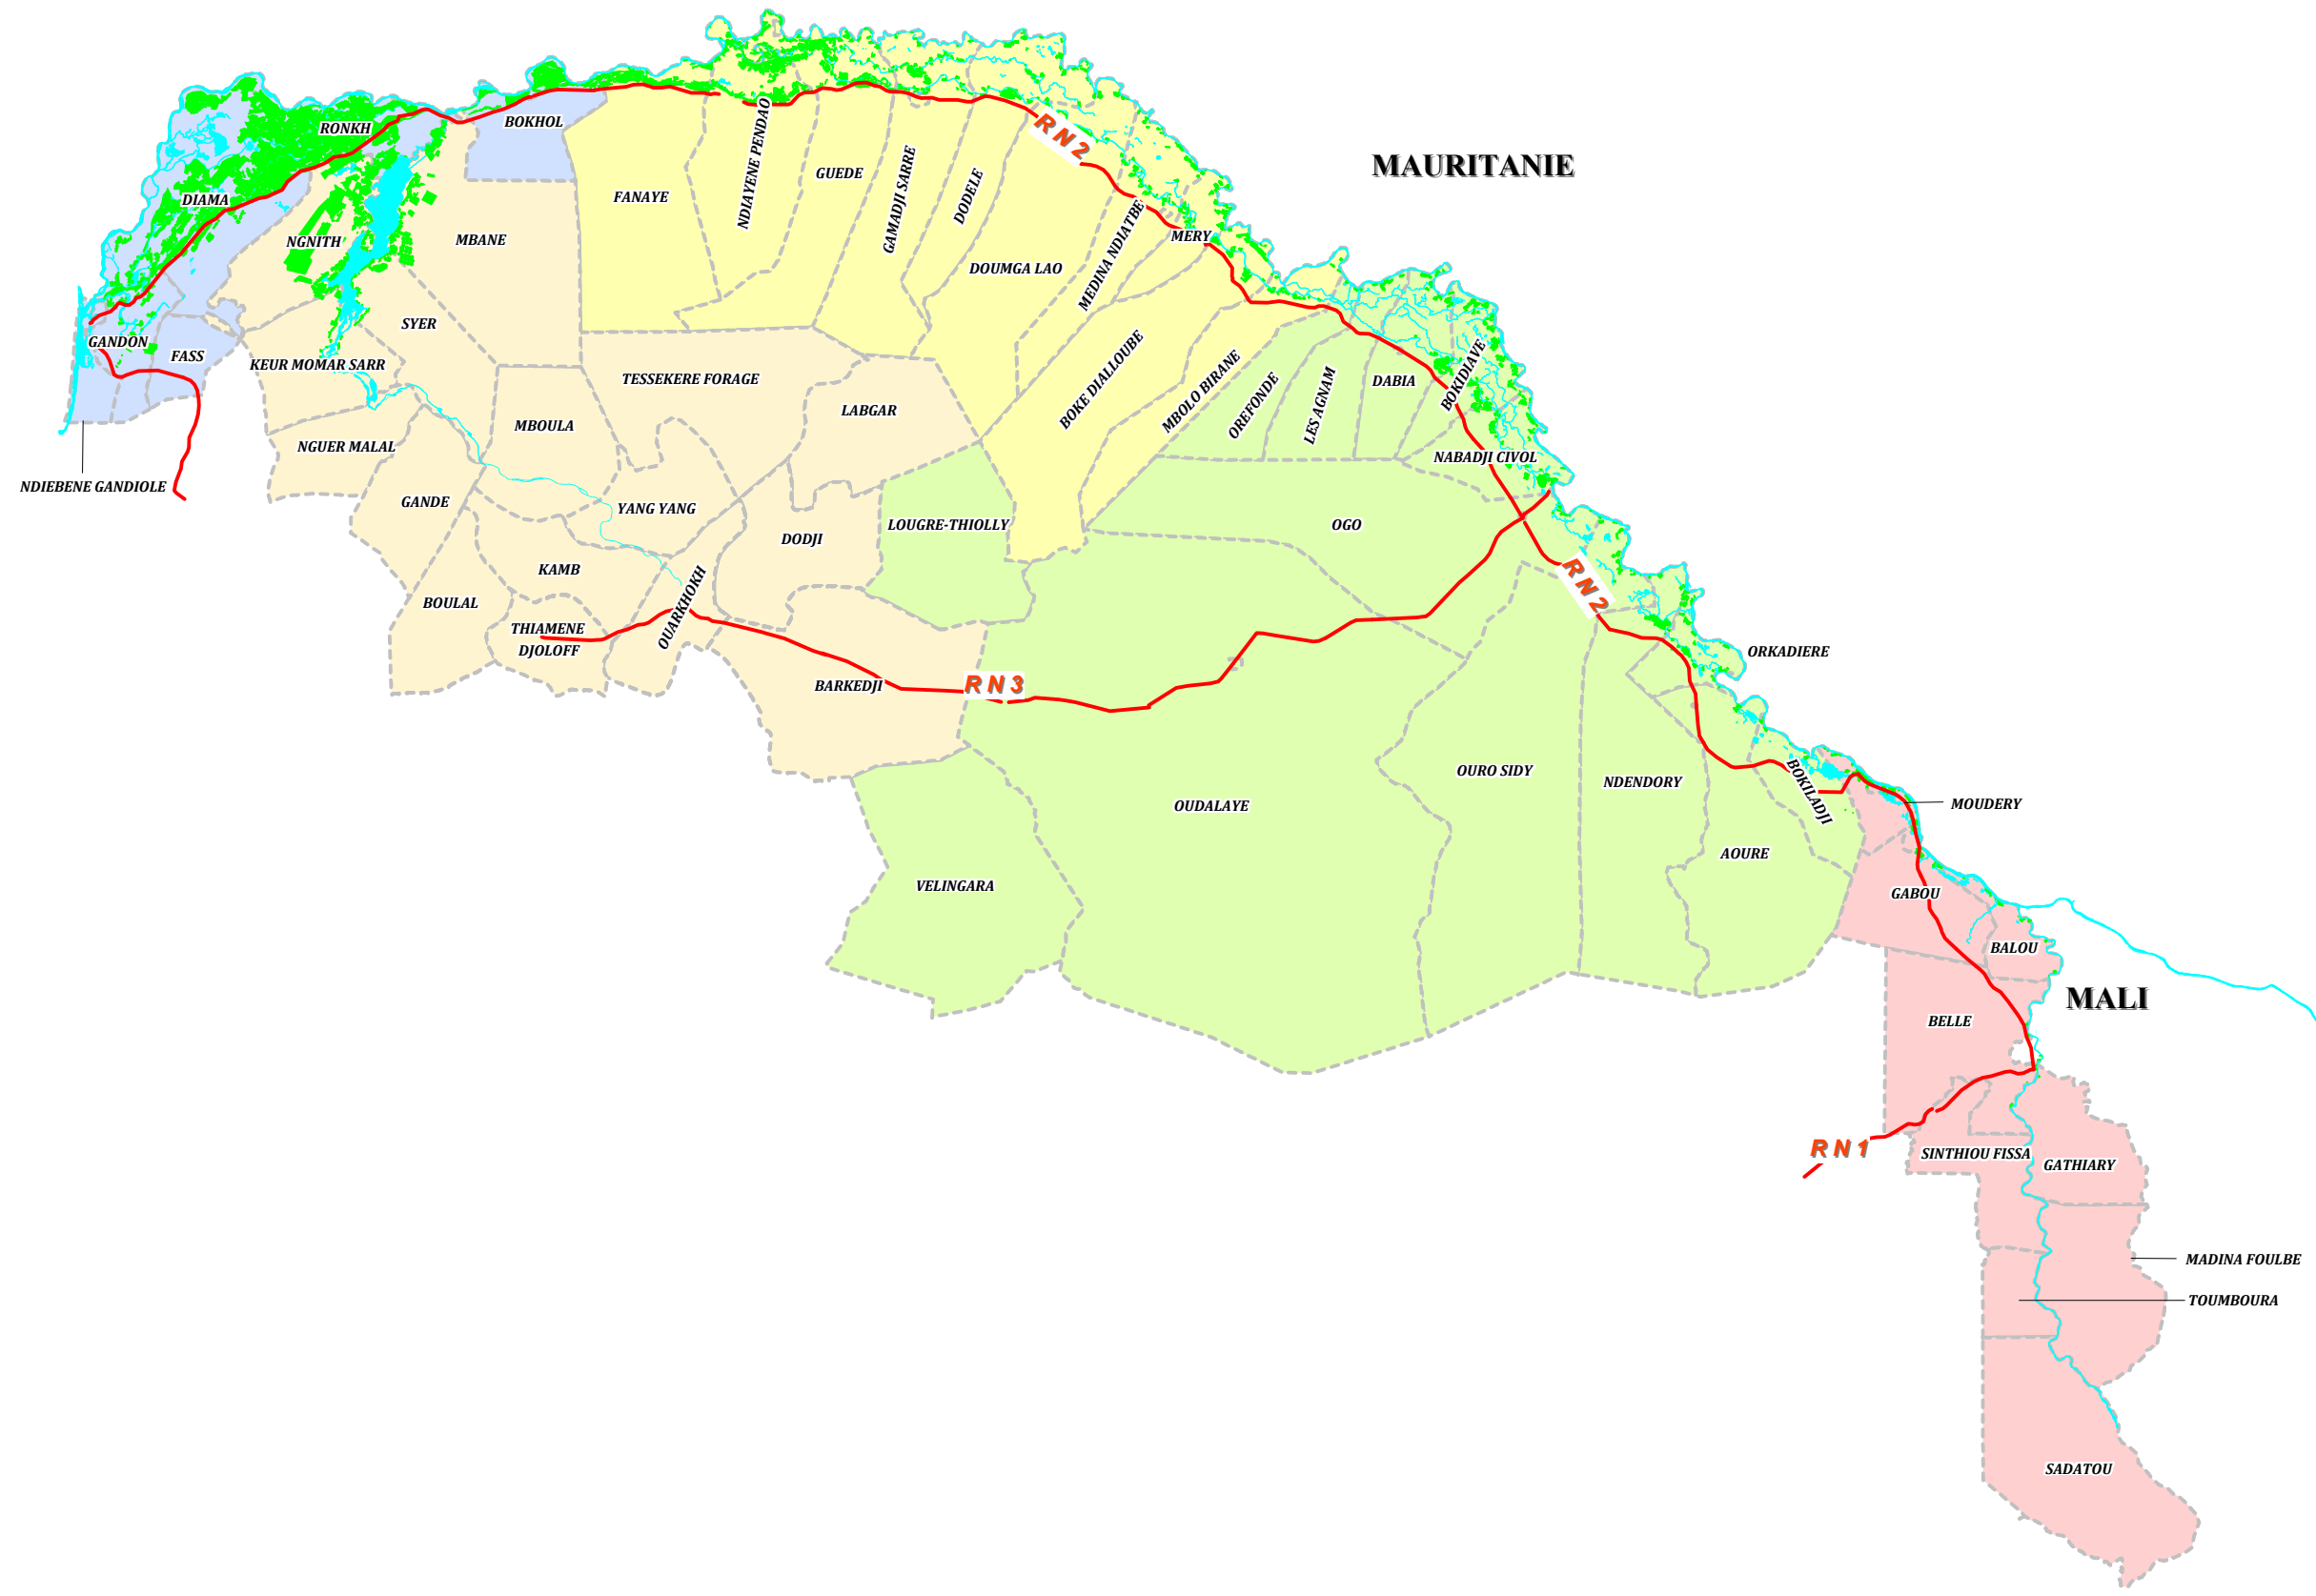 BOKHOL
RONKH
RN2
MAURITANIE
NDIAYENE PENDAO
GUEDE
GAMADJI SARRE
DODELE
FANAYE
DIAMA
NGNITH
MBANE
MEDINA NDIATBE
MERY
DOUMGA LAO
SYER
GANDON
FASS
KEUR MOMAR SARR
TESSEKERE FORAGE
BOKE DIALLOUBE
MBOLO BIRANE
OREFONDE
LES AGNAM
DABIA
BOKIDIAVE
LABGAR
MBOULA
NGUER MALAL
NABADJI CIVOL
NDIEBENE GANDIOLE
GANDE
YANG YANG
LOUGRE-THIOLLY
OGO
DODJI
KAMB
RN2
BOULAL
OUARKHOKH
THIAMENE
DJOLOFF
ORKADIERE
BARKEDJI
RN3
OURO SIDY
NDENDORY
BOKILADJI
OUDALAYE
MOUDERY
AOURE
VELINGARA
GABOU
BALOU
MALI
BELLE
RN1
SINTHIOU FISSA
GATHIARY
MADINA FOULBE
TOUMBOURA
SADATOU